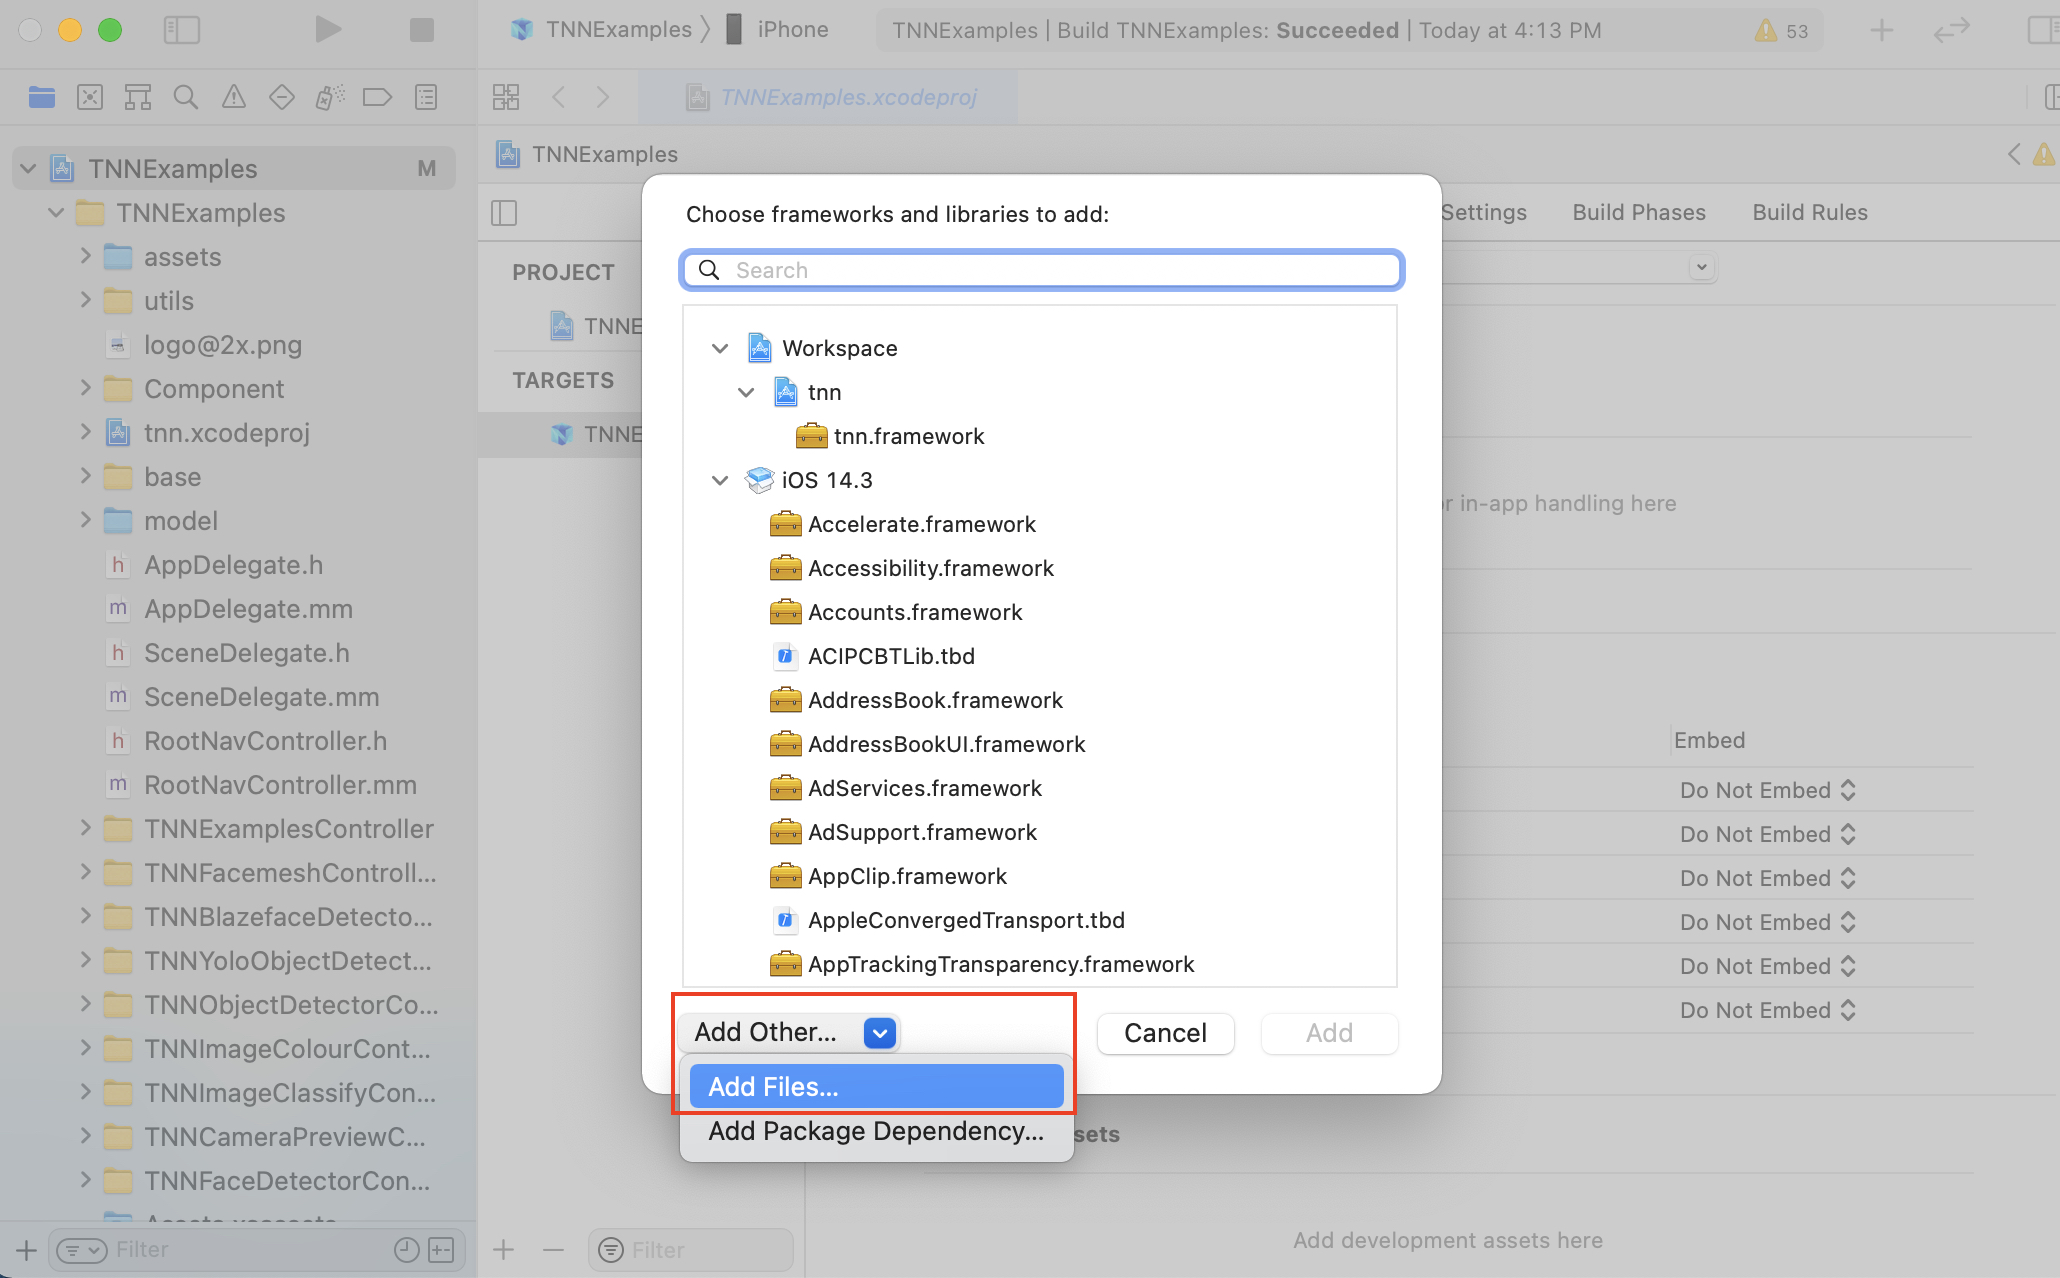 TNNExamples
iPhone
TNNExamples | Build TNNExamples: Succeeded | Today at 4:13 PM
53
TNNExamples.xcodeproj
TNNExamples M
TNNExamples
assets
utils
logo@2x.png
Component
tnn.xcodeproj
base
model
AppDelegate.h
AppDelegate.mm
SceneDelegate.h
SceneDelegate.mm
RootNavController.h
RootNavController.mm
TNNExamplesController
TNNFacemeshControll...
TNNBlazefaceDetecto...
TNNYoloObjectDetect...
TNNObjectDetectorCo...
TNNImageColourCont...
TNNImageClassifyCon...
TNNCameraPreviewC...
TNNFaceDetectorCon...
Filter
TNNExamples
Settings
Build Phases
Build Rules
PROJECT
TNNE
TARGETS
TNNE
in-app handling here
Embed
Do Not Embed
Do Not Embed
Do Not Embed
Do Not Embed
Do Not Embed
Do Not Embed
sets
Add development assets here
Filter
Choose frameworks and libraries to add:
Search
Workspace
tnn
tnn.framework
iOS 14.3
Accelerate.framework
Accessibility.framework
Accounts.framework
ACIPCBTLib.tbd
AddressBook.framework
AddressBookUI.framework
AdServices.framework
AdSupport.framework
AppClip.framework
AppleConvergedTransport.tbd
AppTrackingTransparency.framework
Add Other...
Cancel
Add
Add Files...
Add Package Dependency...